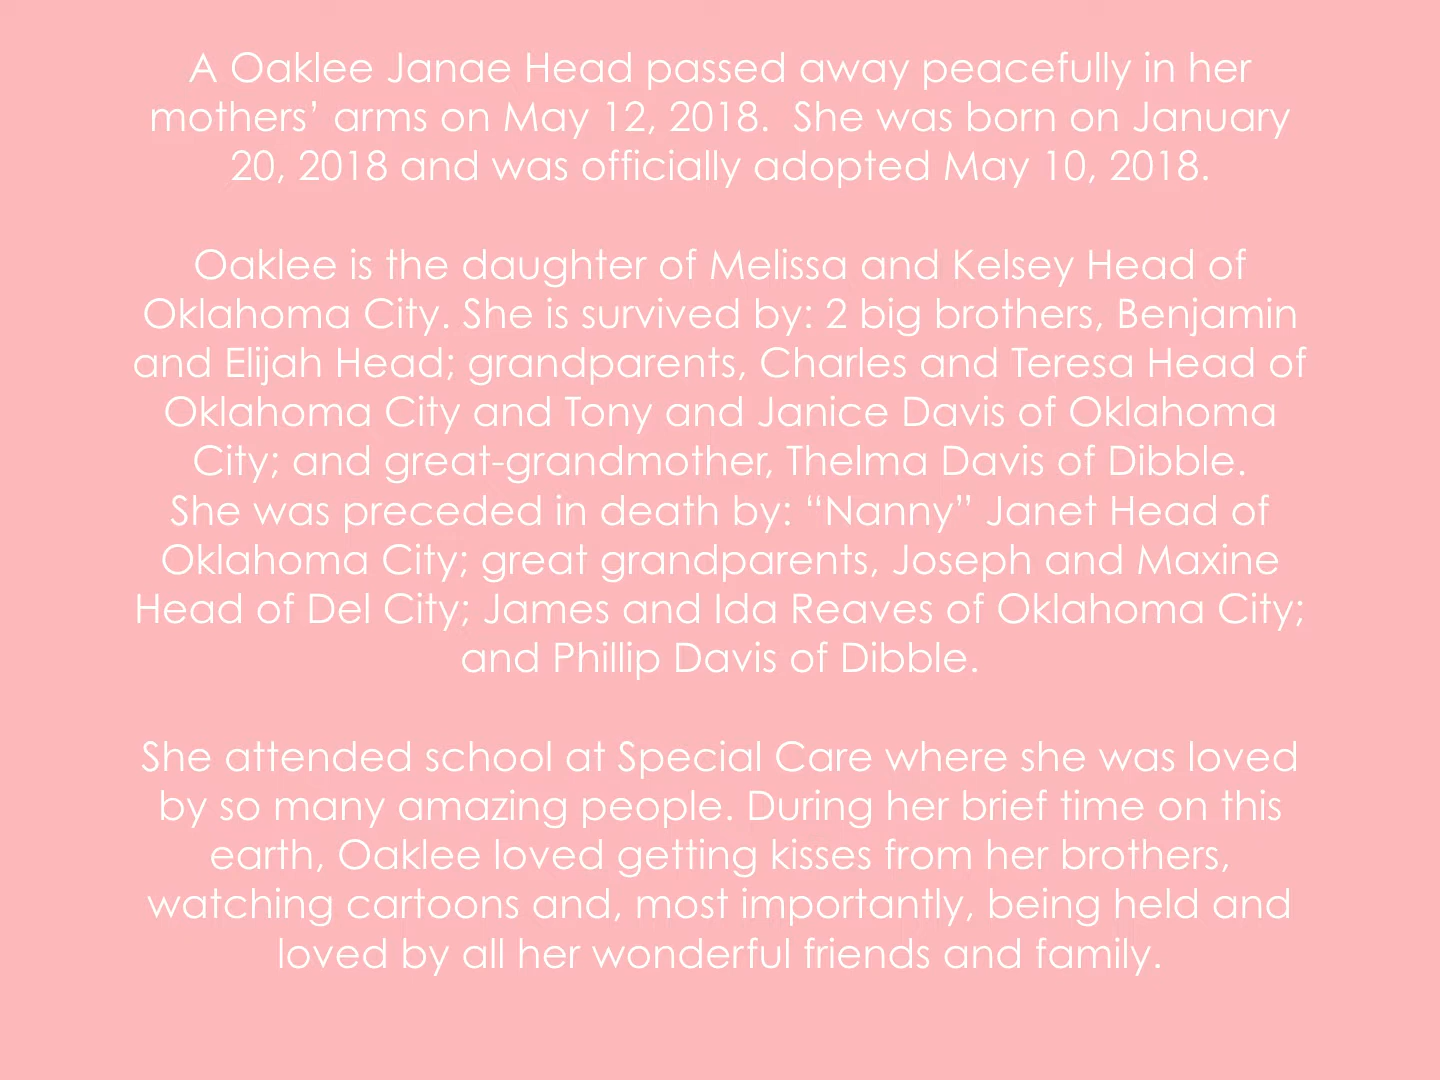 A Oaklee Janae Head passed away peacefully in her
mothers’ arms on May 12, 2018.  She was born on January
20, 2018 and was officially adopted May 10, 2018.
Oaklee is the daughter of Melissa and Kelsey Head of
Oklahoma City. She is survived by: 2 big brothers, Benjamin
and Elijah Head; grandparents, Charles and Teresa Head of
Oklahoma City and Tony and Janice Davis of Oklahoma
City; and great-grandmother, Thelma Davis of Dibble.
She was preceded in death by: “Nanny” Janet Head of
Oklahoma City; great grandparents, Joseph and Maxine
Head of Del City; James and Ida Reaves of Oklahoma City;
and Phillip Davis of Dibble.
She attended school at Special Care where she was loved
by so many amazing people. During her brief time on this
earth, Oaklee loved getting kisses from her brothers,
watching cartoons and, most importantly, being held and
loved by all her wonderful friends and family.